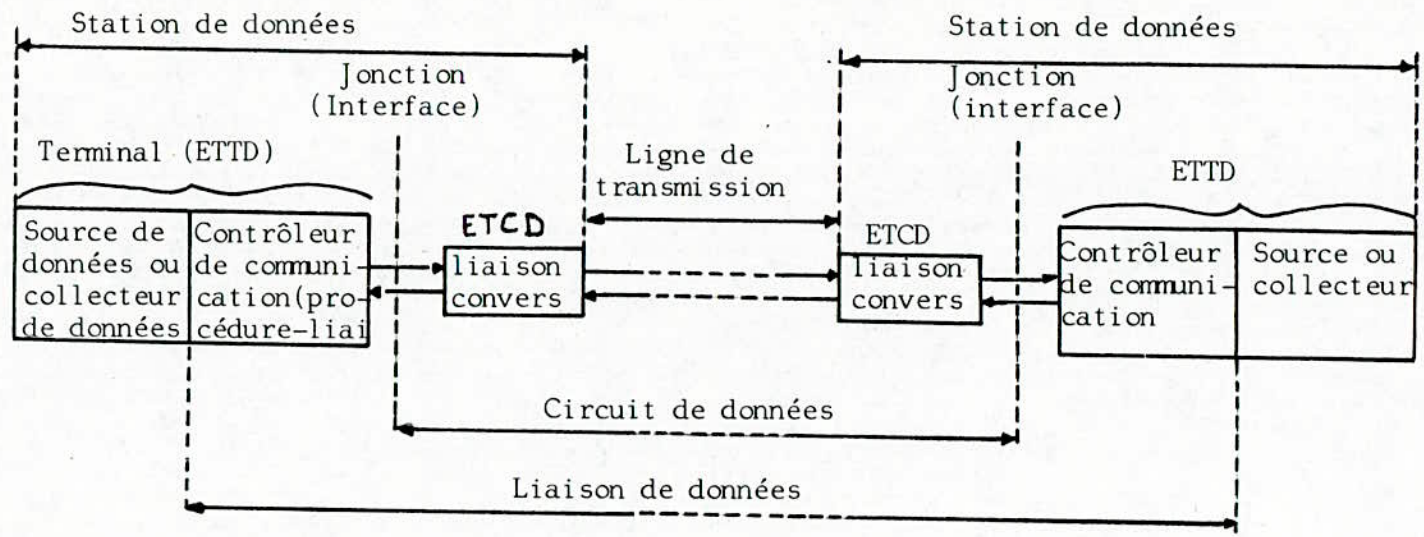 Station de données
Station de données
Jonction
(Interface)
Jonction
(interface)
Terminal (ETTD)
Ligne de
transmission
ETTD
Source de
données ou
collecteur
de données
Contrôleur
de communi-
cation(pro-
cédure-liai
ETCD
liaison
convers
ETCD
liaison
convers
Contrôleur
de communi-
cation
Source ou
collecteur
Circuit de données
Liaison de données